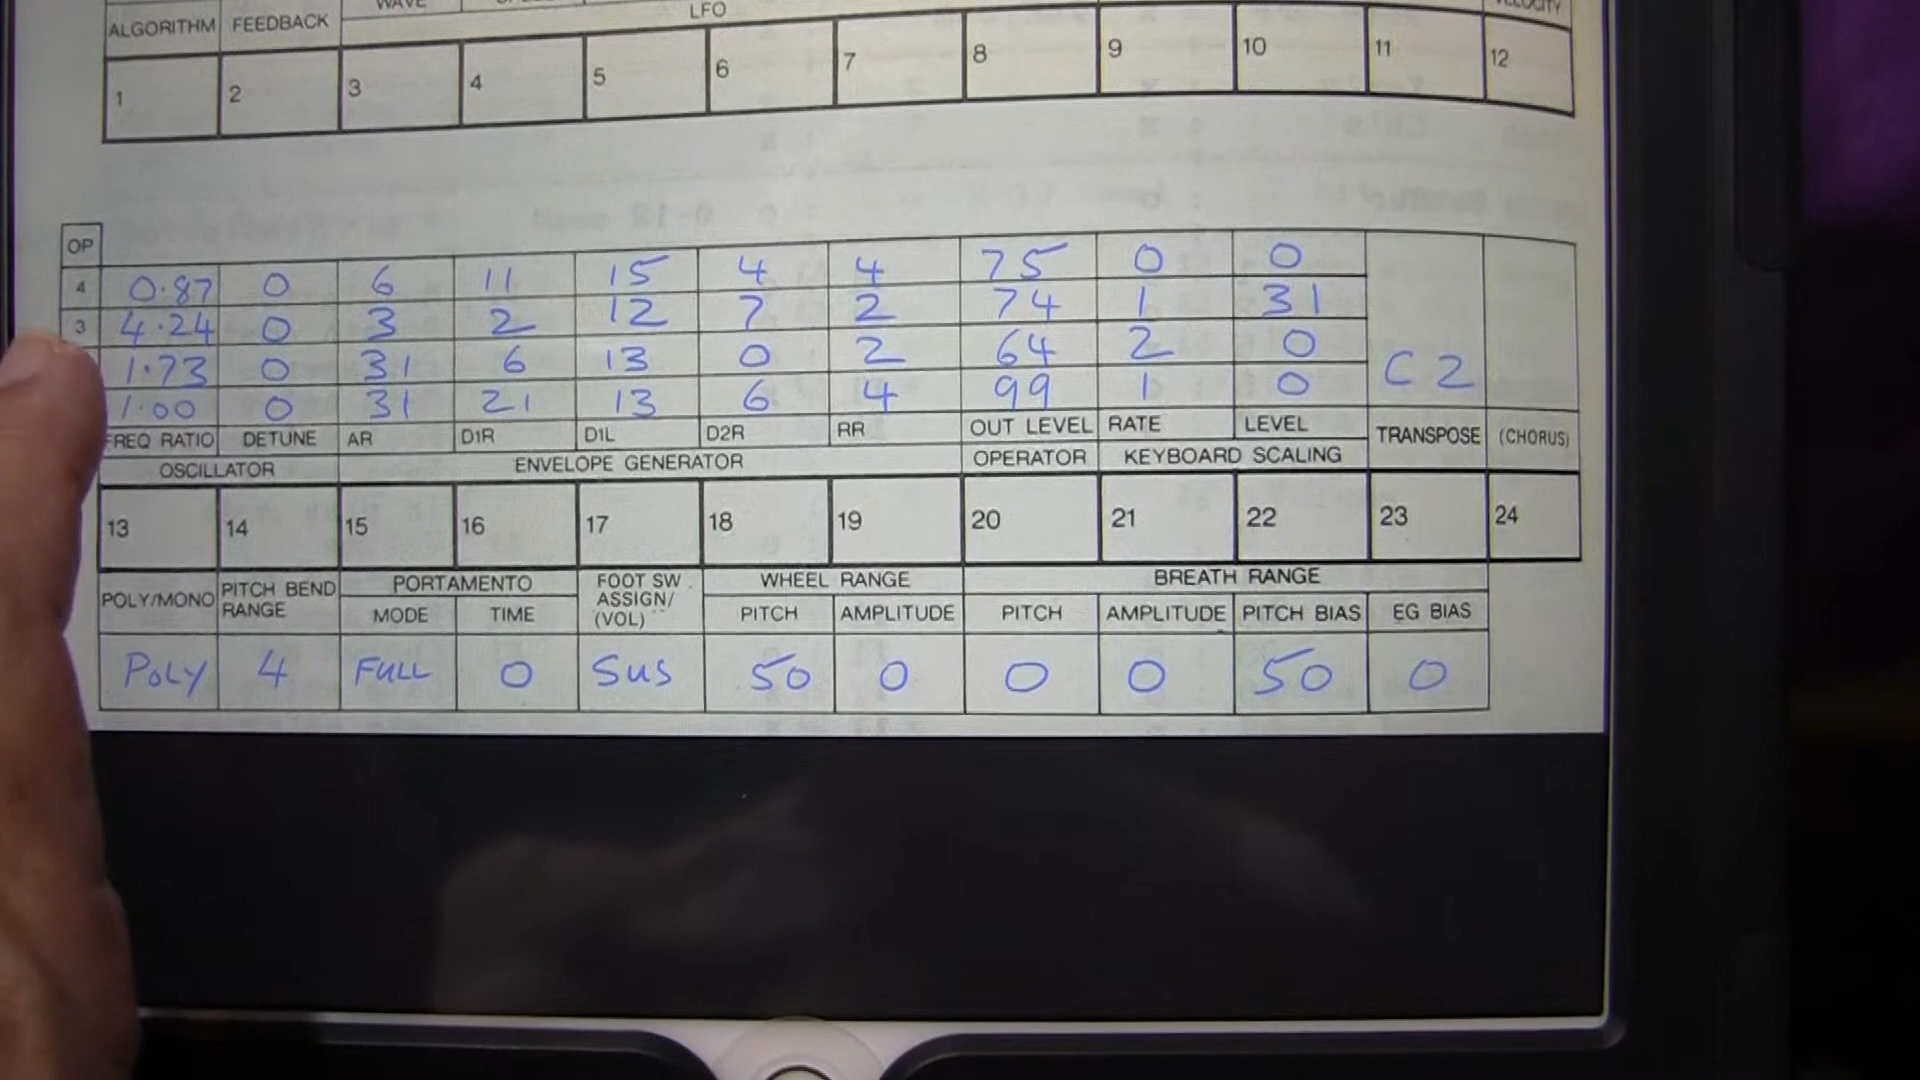 ALGORITHM FEEDBACK LFO
1 2 3 4 5 6 7 8 9 10 11 12
OP
4 0.87 0 6 11 15 4 4 75 0 0
3 4.24 0 3 2 12 7 2 74 1 31
1.73 0 31 6 13 0 2 64 2 0 C2
1.00 0 31 21 13 6 4 99 1 0
FREQ RATIO DETUNE AR D1R D1L D2R RR OUT LEVEL RATE LEVEL TRANSPOSE (CHORUS)
OSCILLATOR ENVELOPE GENERATOR OPERATOR KEYBOARD SCALING
13 14 15 16 17 18 19 20 21 22 23 24
POLY/MONO PITCH BEND RANGE PORTAMENTO FOOT SW ASSIGN/ (VOL) WHEEL RANGE BREATH RANGE
MODE TIME PITCH AMPLITUDE PITCH AMPLITUDE PITCH BIAS EG BIAS
POLY 4 FULL 0 SUS 50 0 0 0 50 0